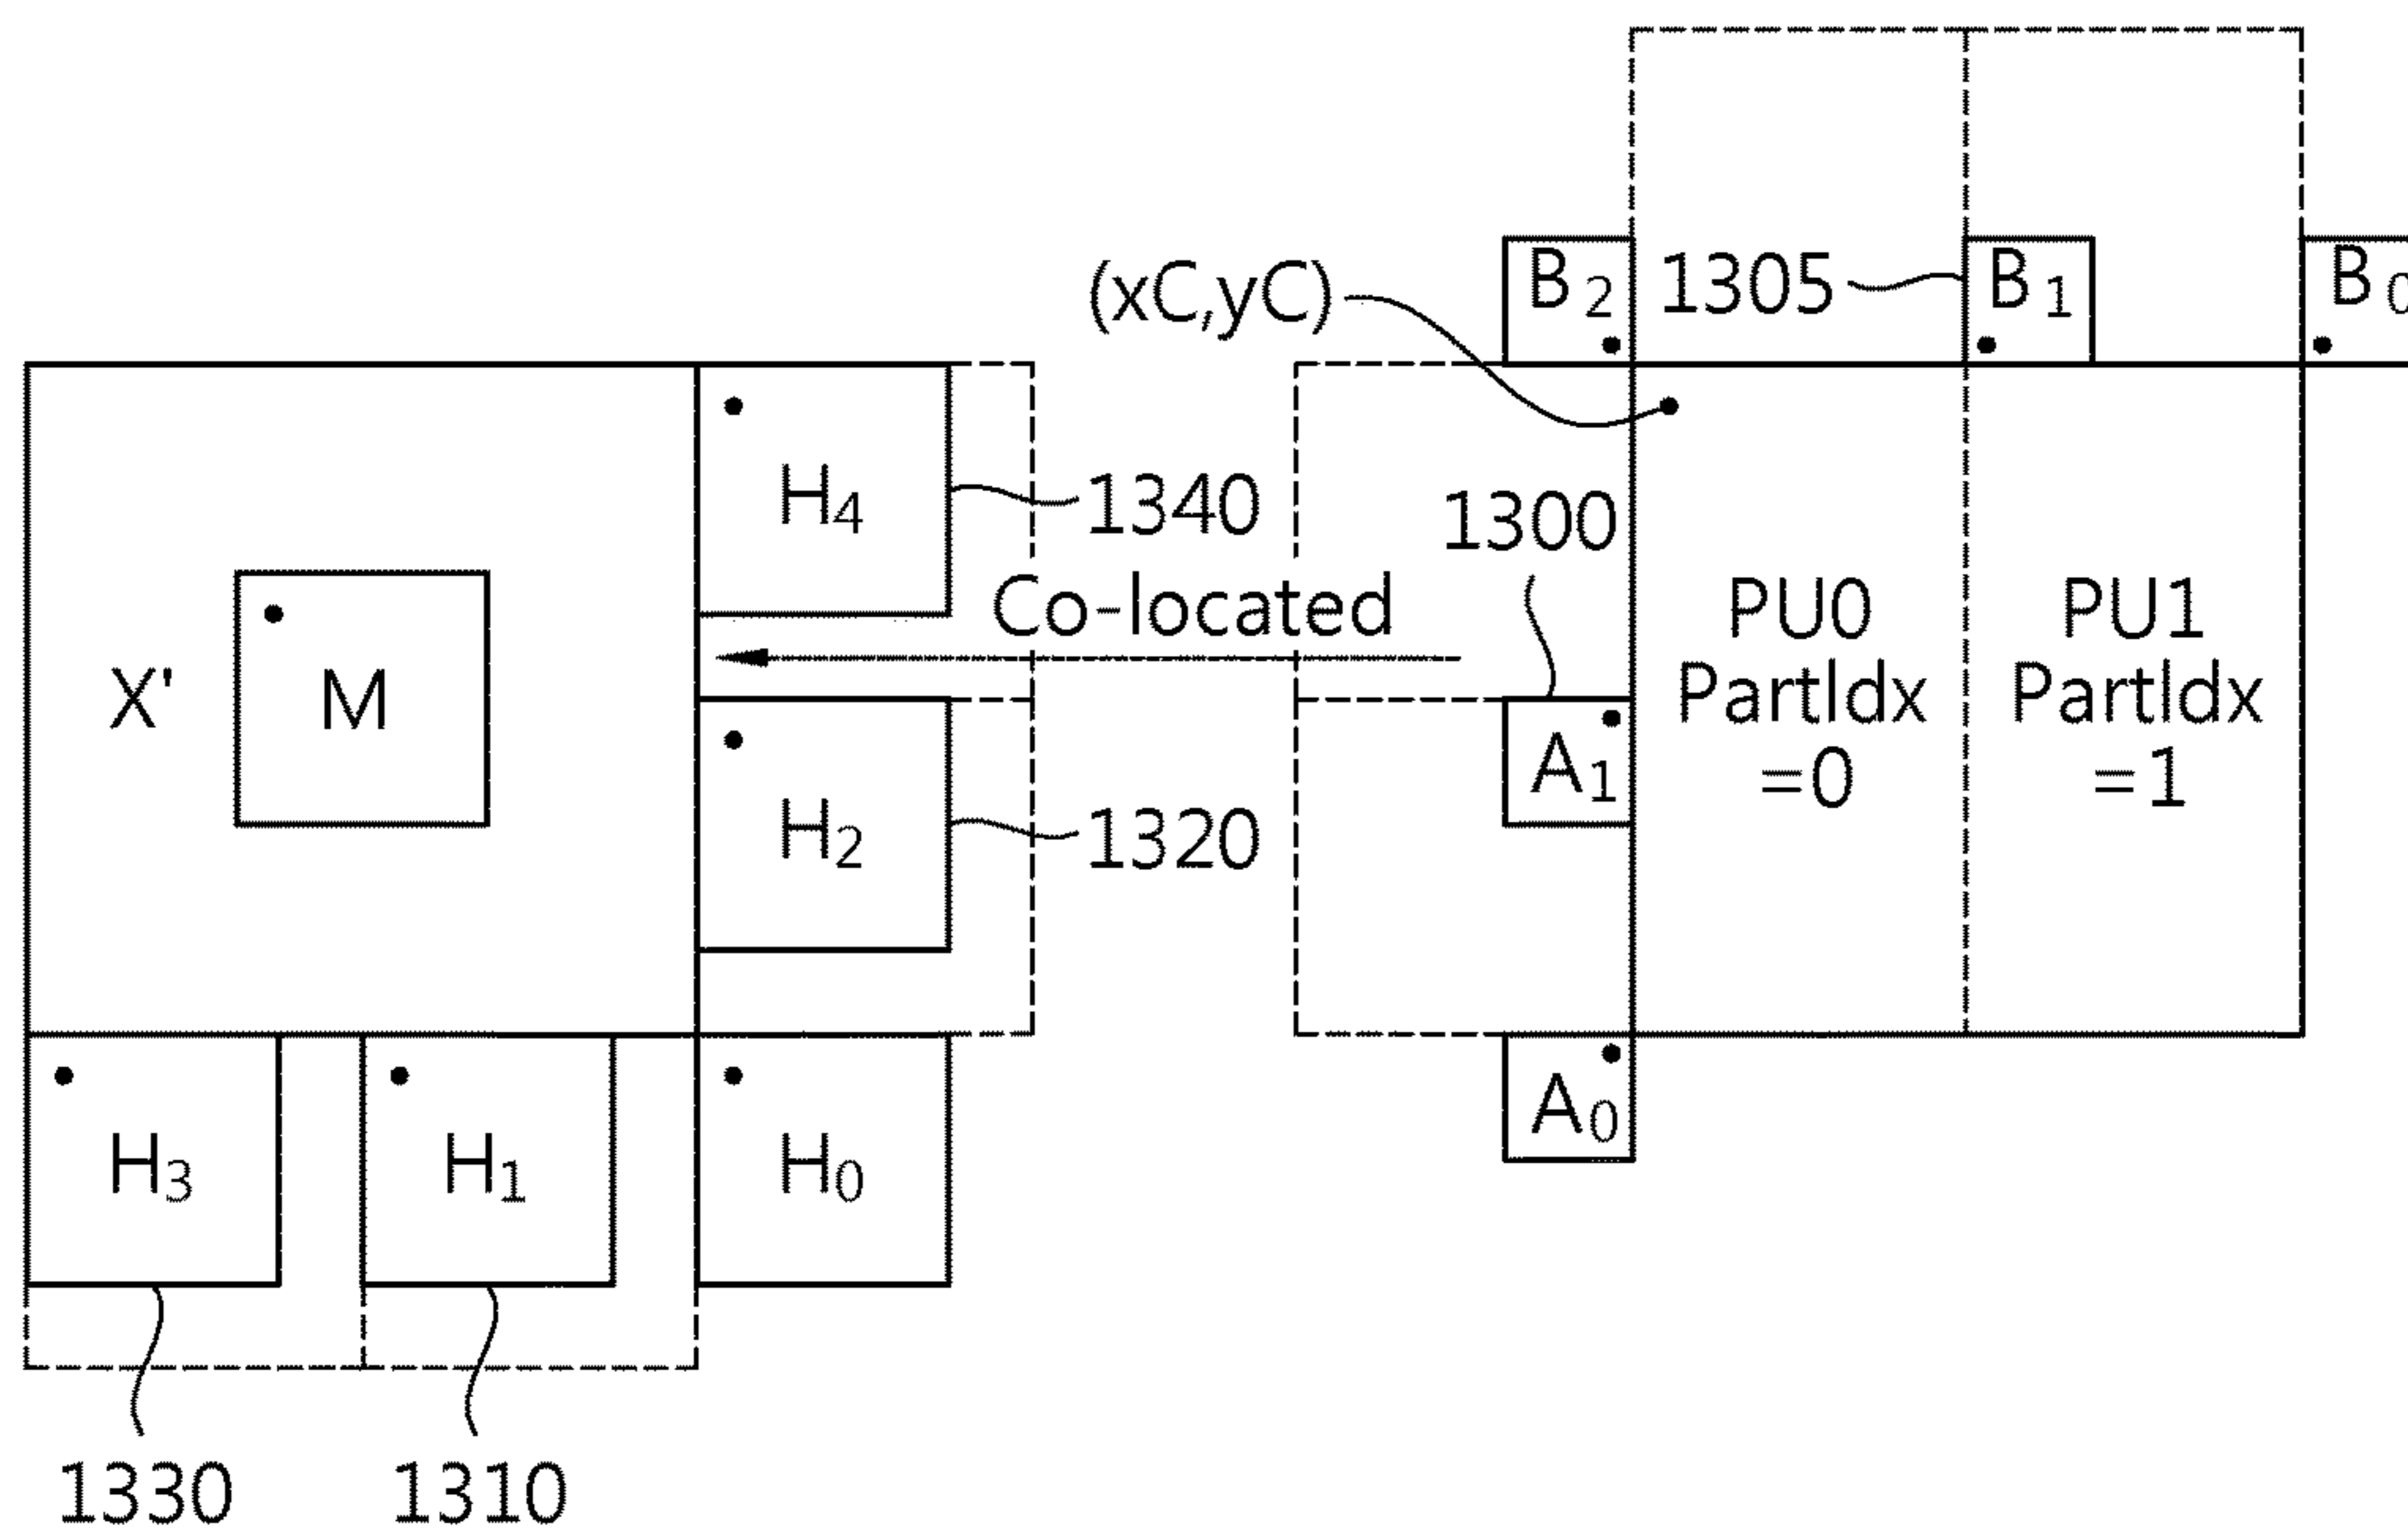 B2
1305
B1
B0
(xC,yC)
H4
1340
1300
Co-located
PU0
PartIdx
=0
PU1
PartIdx
=1
X'
M
A1
H2
1320
A0
H3
H1
H0
1330
1310